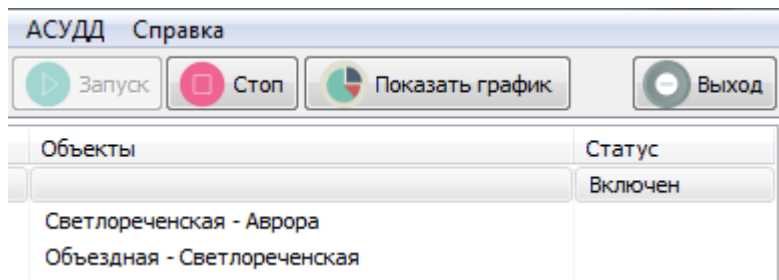 АСУДД Справка
Запуск Стоп Показать график Выход
Объекты Статус
Включен
Светлореченская - Аврора
Объездная - Светлореченская